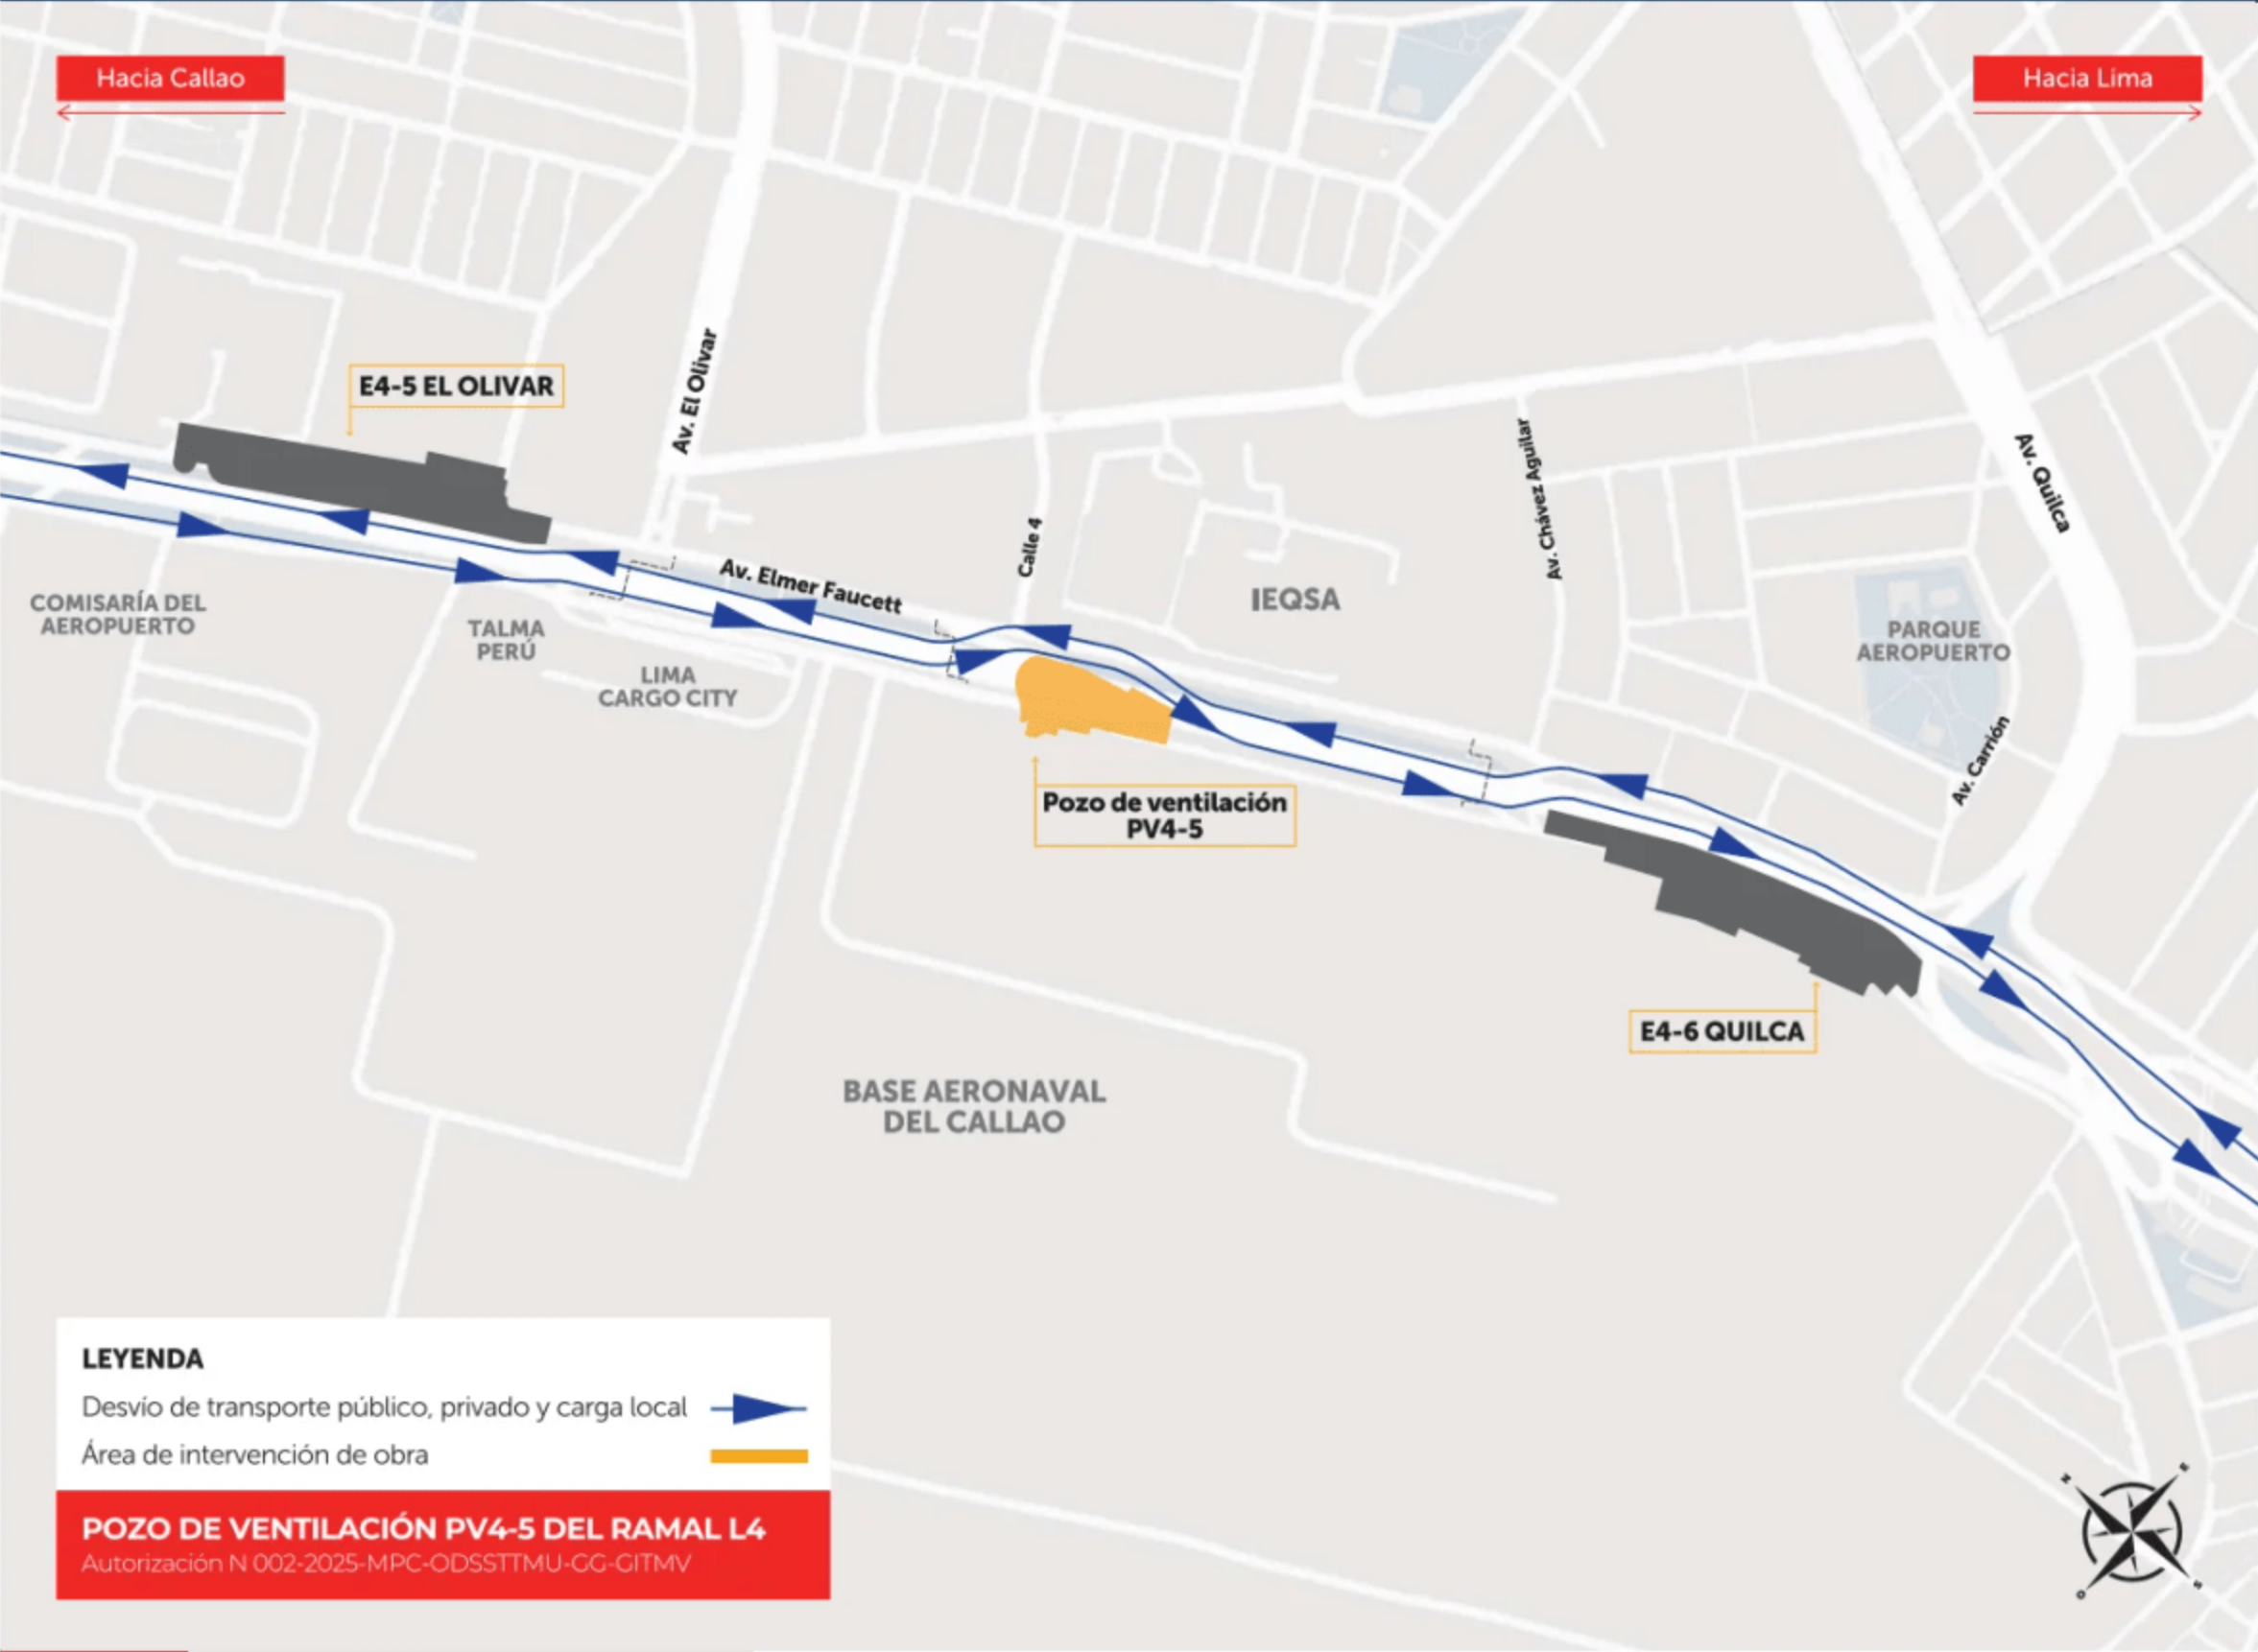 Hacia Callao
Hacia Lima
E4-5 EL OLIVAR
Av. El Olivar
Av. Elmer Faucett
Calle 4
Av. Chávez Aguilar
Av. Quilca
IEQSA
PARQUE
AEROPUERTO
Av. Carrión
COMISARÍA DEL
AEROPUERTO
TALMA
PERÚ
LIMA
CARGO CITY
Pozo de ventilación
PV4-5
E4-6 QUILCA
BASE AERONAVAL
DEL CALLAO
LEYENDA
Desvío de transporte público, privado y carga local
Área de intervención de obra
POZO DE VENTILACIÓN PV4-5 DEL RAMAL L4
Autorización N 002-2025-MPC-ODSSTTMU-GG-GITMV
N
E
O
S